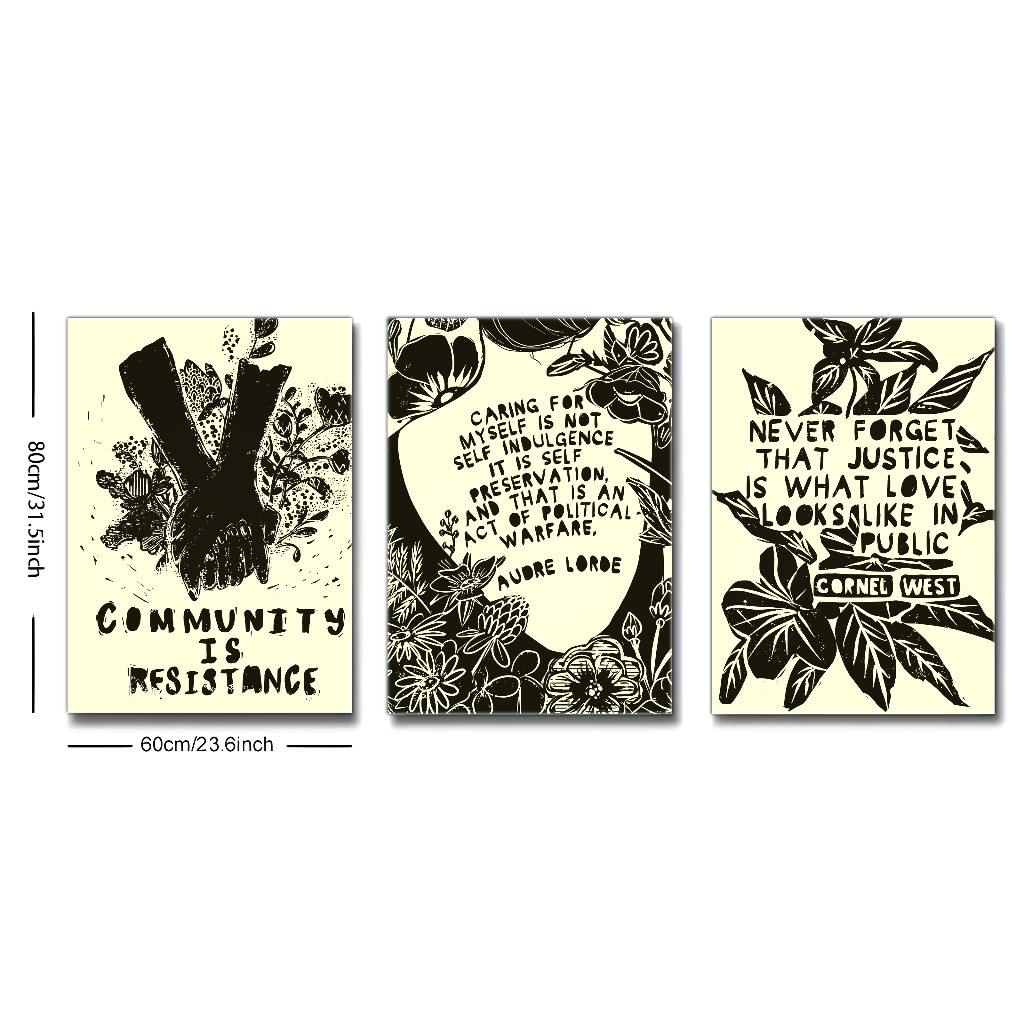 80cm/31.5inch
60cm/23.6inch
COMMUNITY
IS
RESISTANCE
CARING FOR
MYSELF IS NOT
SELF INDULGENCE
IT IS SELF
PRESERVATION,
AND THAT IS AN
ACT OF POLITICAL
WARFARE.
AUDRE LORDE
NEVER FORGET
THAT JUSTICE
IS WHAT LOVE
LOOKS LIKE IN
PUBLIC
CORNEL WEST